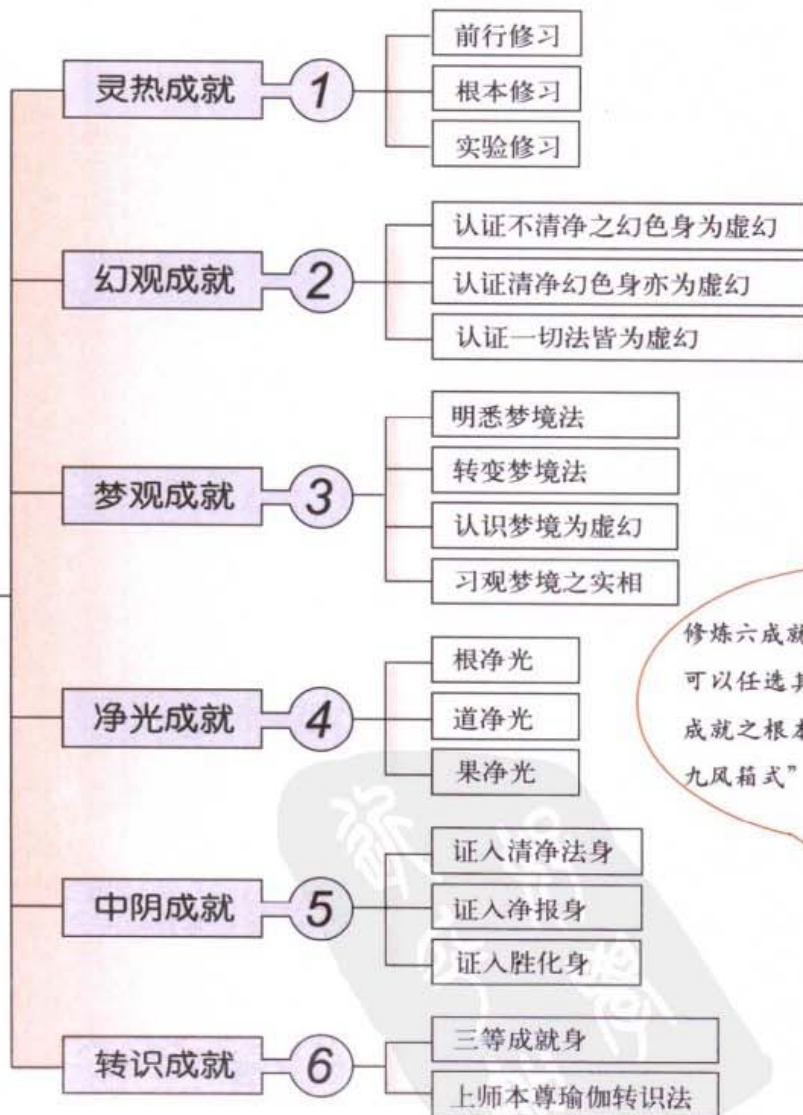 灵热成就 1
前行修习
根本修习
实验修习
幻观成就 2
认证不清净之幻色身为虚幻
认证清净幻色身亦为虚幻
认证一切法皆为虚幻
梦观成就 3
明悉梦境法
转变梦境法
认识梦境为虚幻
习观梦境之实相
净光成就 4
根净光
道净光
果净光
中阴成就 5
证入清净法身
证入净报身
证入胜化身
转识成就 6
三等成就身
上师本尊瑜伽转识法
修炼六成就
可以任选其
成就之根本
九风箱式”